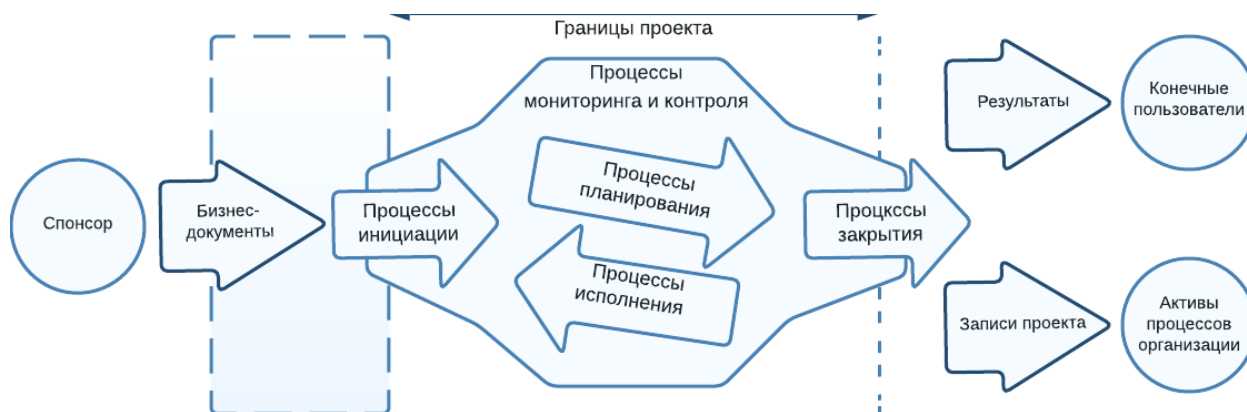 Границы проекта
Процессы
мониторинга и контроля
Спонсор
Бизнес-
документы
Процессы
инициации
Процессы
планирования
Процессы
исполнения
Процкссы
закрытия
Результаты
Конечные
пользователи
Записи проекта
Активы
процессов
организации